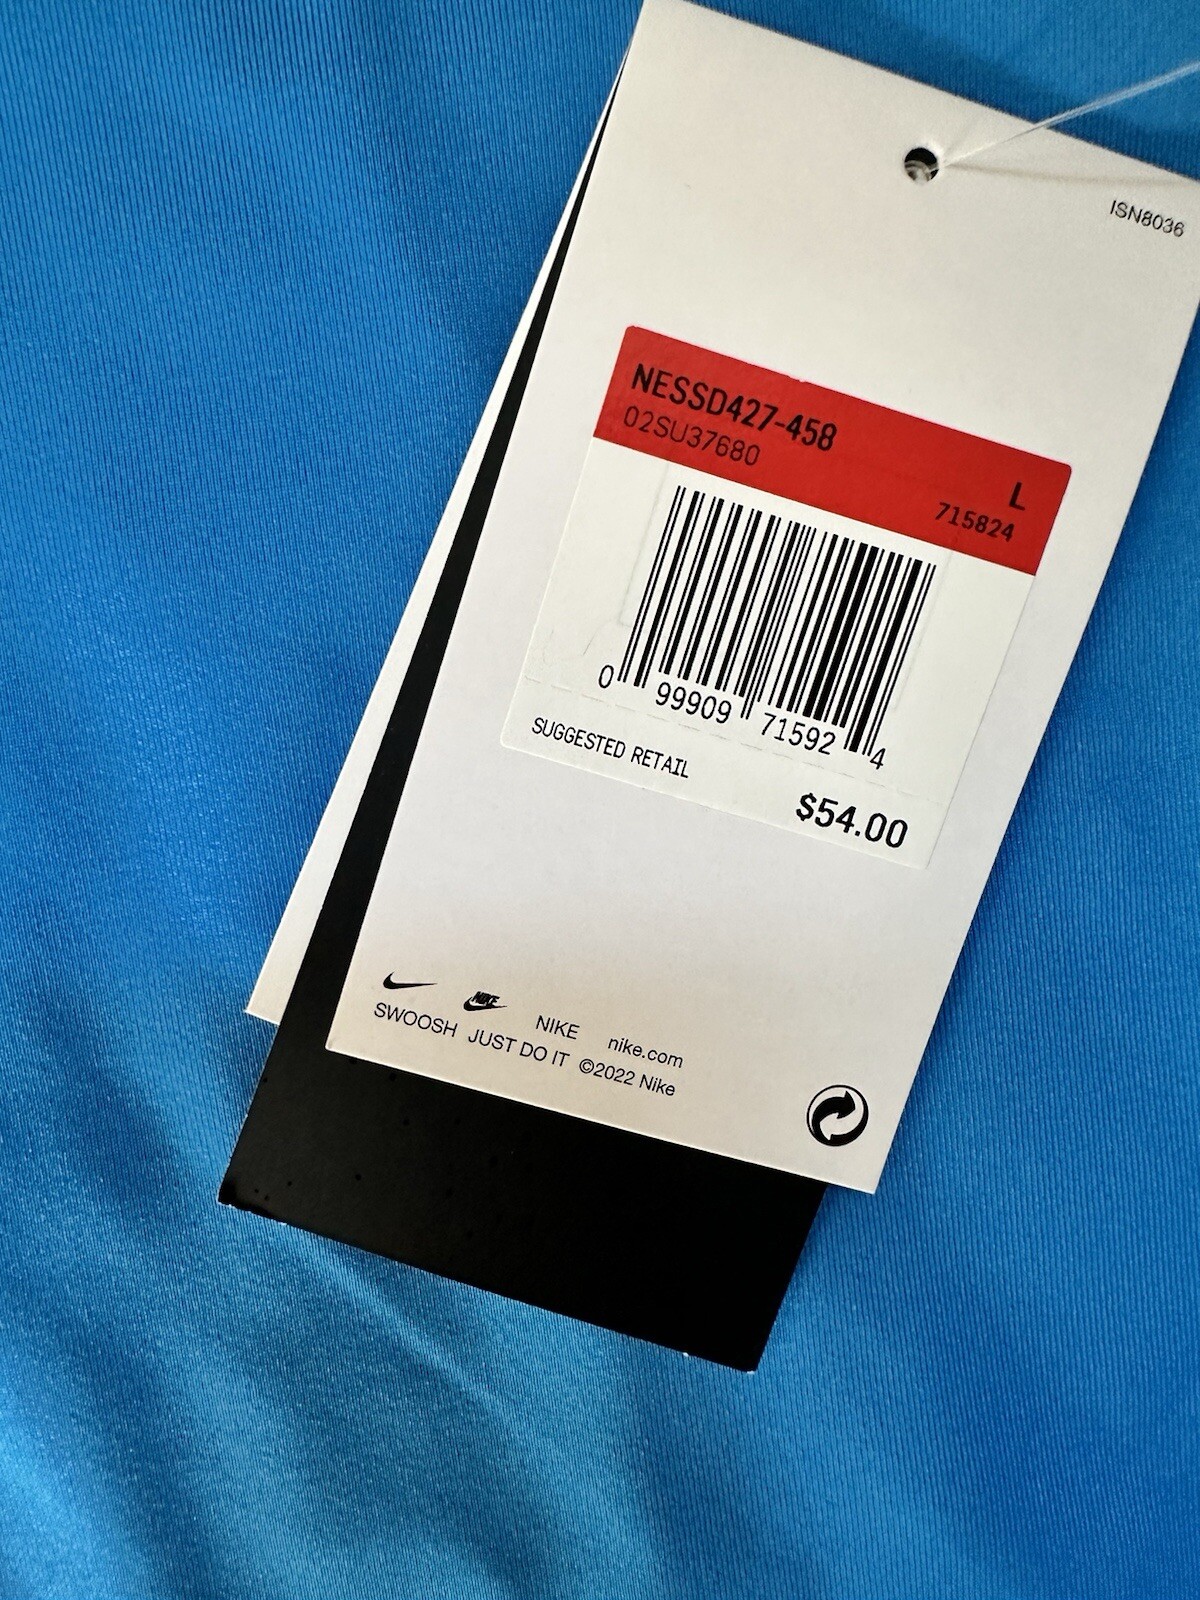 ISN8036
NESSD427-458
02SU37680
L
715824
0 99909 71592 4
SUGGESTED RETAIL
$54.00
NIKE
NIKE nike.com
SWOOSH JUST DO IT ©2022 Nike